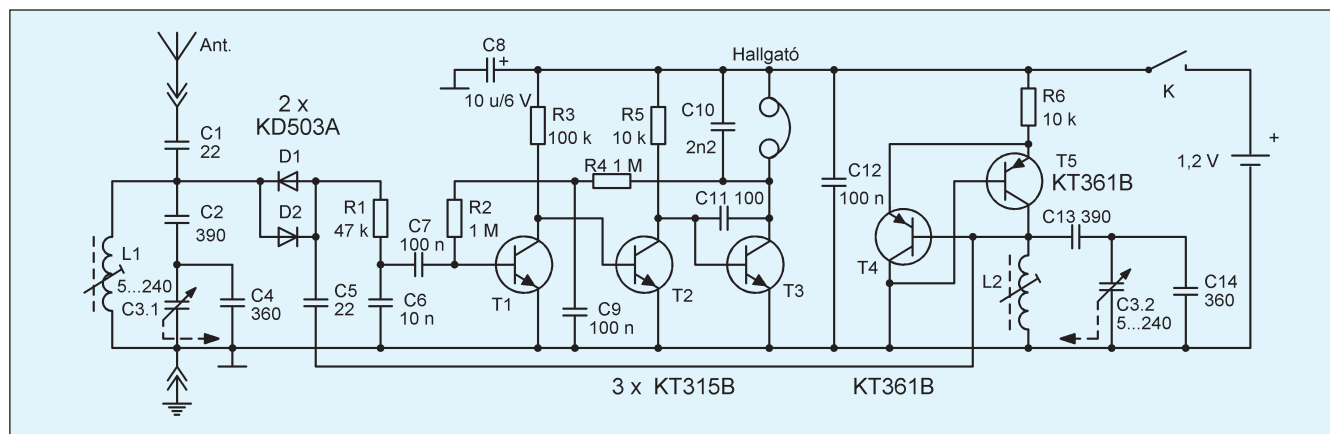 Ant.
C1
22
2 x
KD503A
D1
D2
C2
390
L1
5...240
C3.1
C4
360
C5
22
R1
47 k
C6
10 n
C7
100 n
R2
1 M
C8
+
10 u/6 V
R3
100 k
T1
R4 1 M
C9
100 n
R5
10 k
T2
C10
2n2
C11 100
T3
Hallgató
C12
100 n
T4
R6
10 k
T5
KT361B
C13 390
L2
C3.2
5...240
C14
360
K
1,2 V
+
3 x KT315B
KT361B